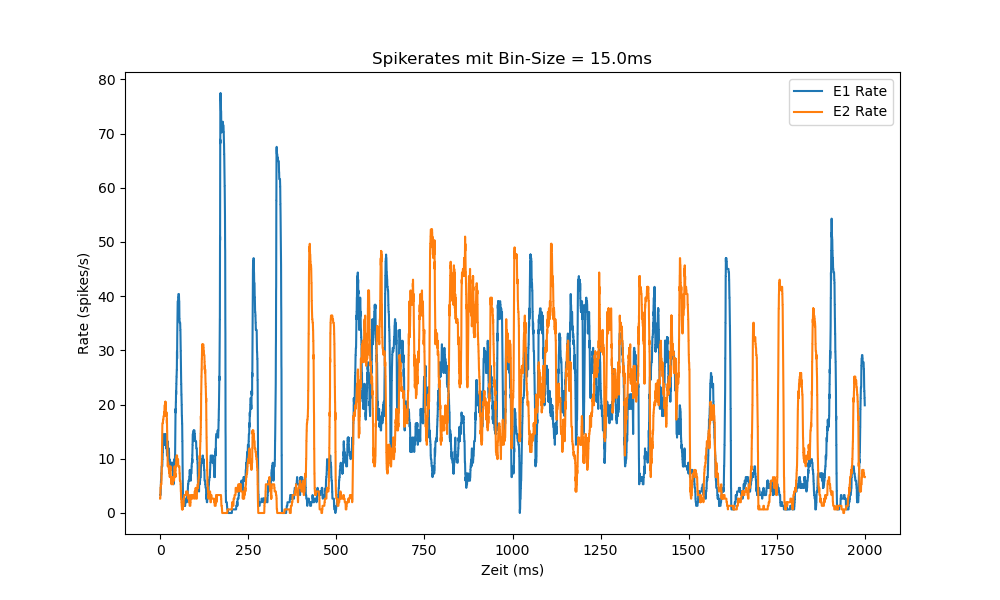 Spikerates mit Bin-Size = 15.0ms
80
70
60
50
40
30
20
10
0
Rate (spikes/s)
E1 Rate
E2 Rate
0 250 500 750 1000 1250 1500 1750 2000
Zeit (ms)